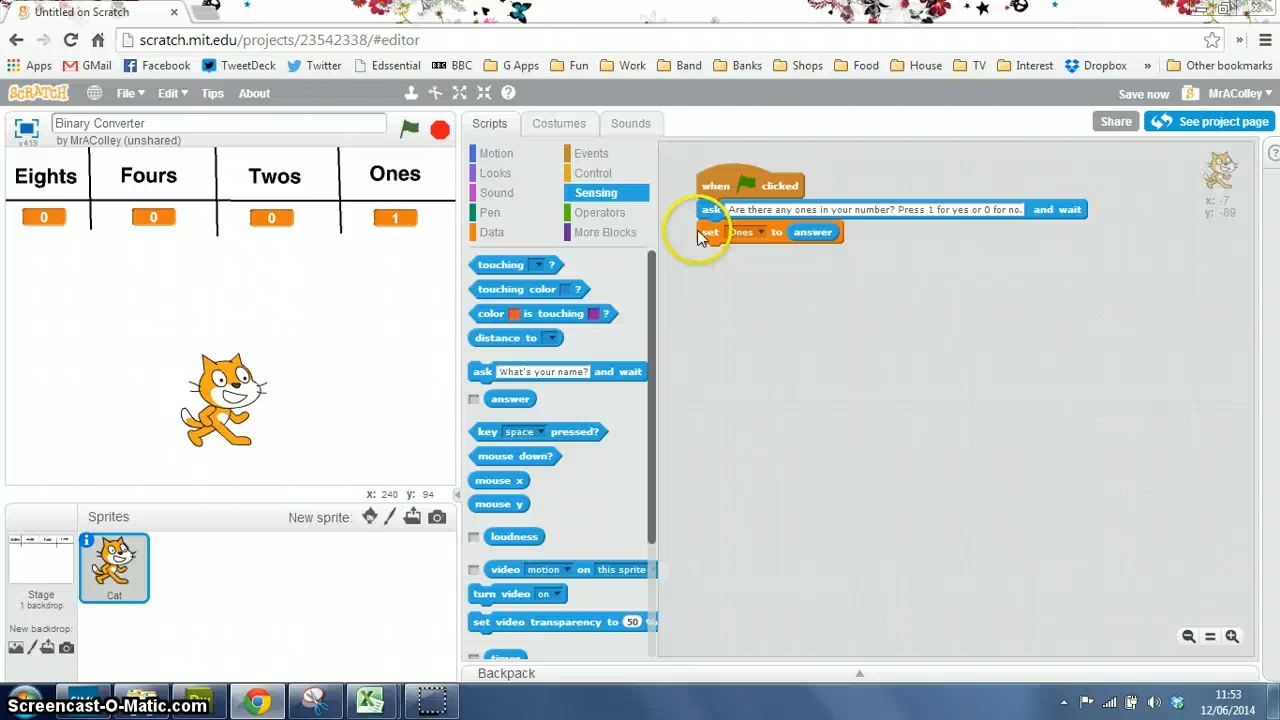 Untitled on Scratch
scratch.mit.edu/projects/23542338/#editor
Apps GMail Facebook TweetDeck Twitter Edssential BBC G Apps Fun Work Band Banks Shops Food House TV Interest Dropbox » Other bookmarks
SCRATCH File Edit Tips About Save now MrAColley
Binary Converter
v419 by MrAColley (unshared)
Scripts Costumes Sounds Share See project page
Eights Fours Twos Ones
0 0 0 1
Motion Events
Looks Control
Sound Sensing
Pen Operators
Data More Blocks
touching ?
touching color ?
color is touching ?
distance to
ask What's your name? and wait
answer
key space pressed?
mouse down?
mouse x
mouse y
loudness
video motion on this sprite
turn video on
set video transparency to 50 %
timer
when clicked
ask Are there any ones in your number? Press 1 for yes or 0 for no. and wait
set Ones to answer
x: -7
y: -89
x: 240 y: 94
Sprites New sprite:
Stage
1 backdrop
New backdrop:
Cat
Backpack
Screencast-O-Matic.com
11:53
12/06/2014